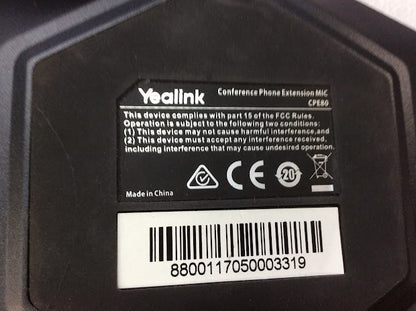 Yealink
Conference Phone Extension MIC
CPE80
This device complies with part 15 of the FCC Rules.
Operation is subject to the following two conditions:
(1) This device may not cause harmful interference,and
(2) This device must accept any interference received,
including interference that may cause undesired operation.
CE
20
Made in China
8800117050003319